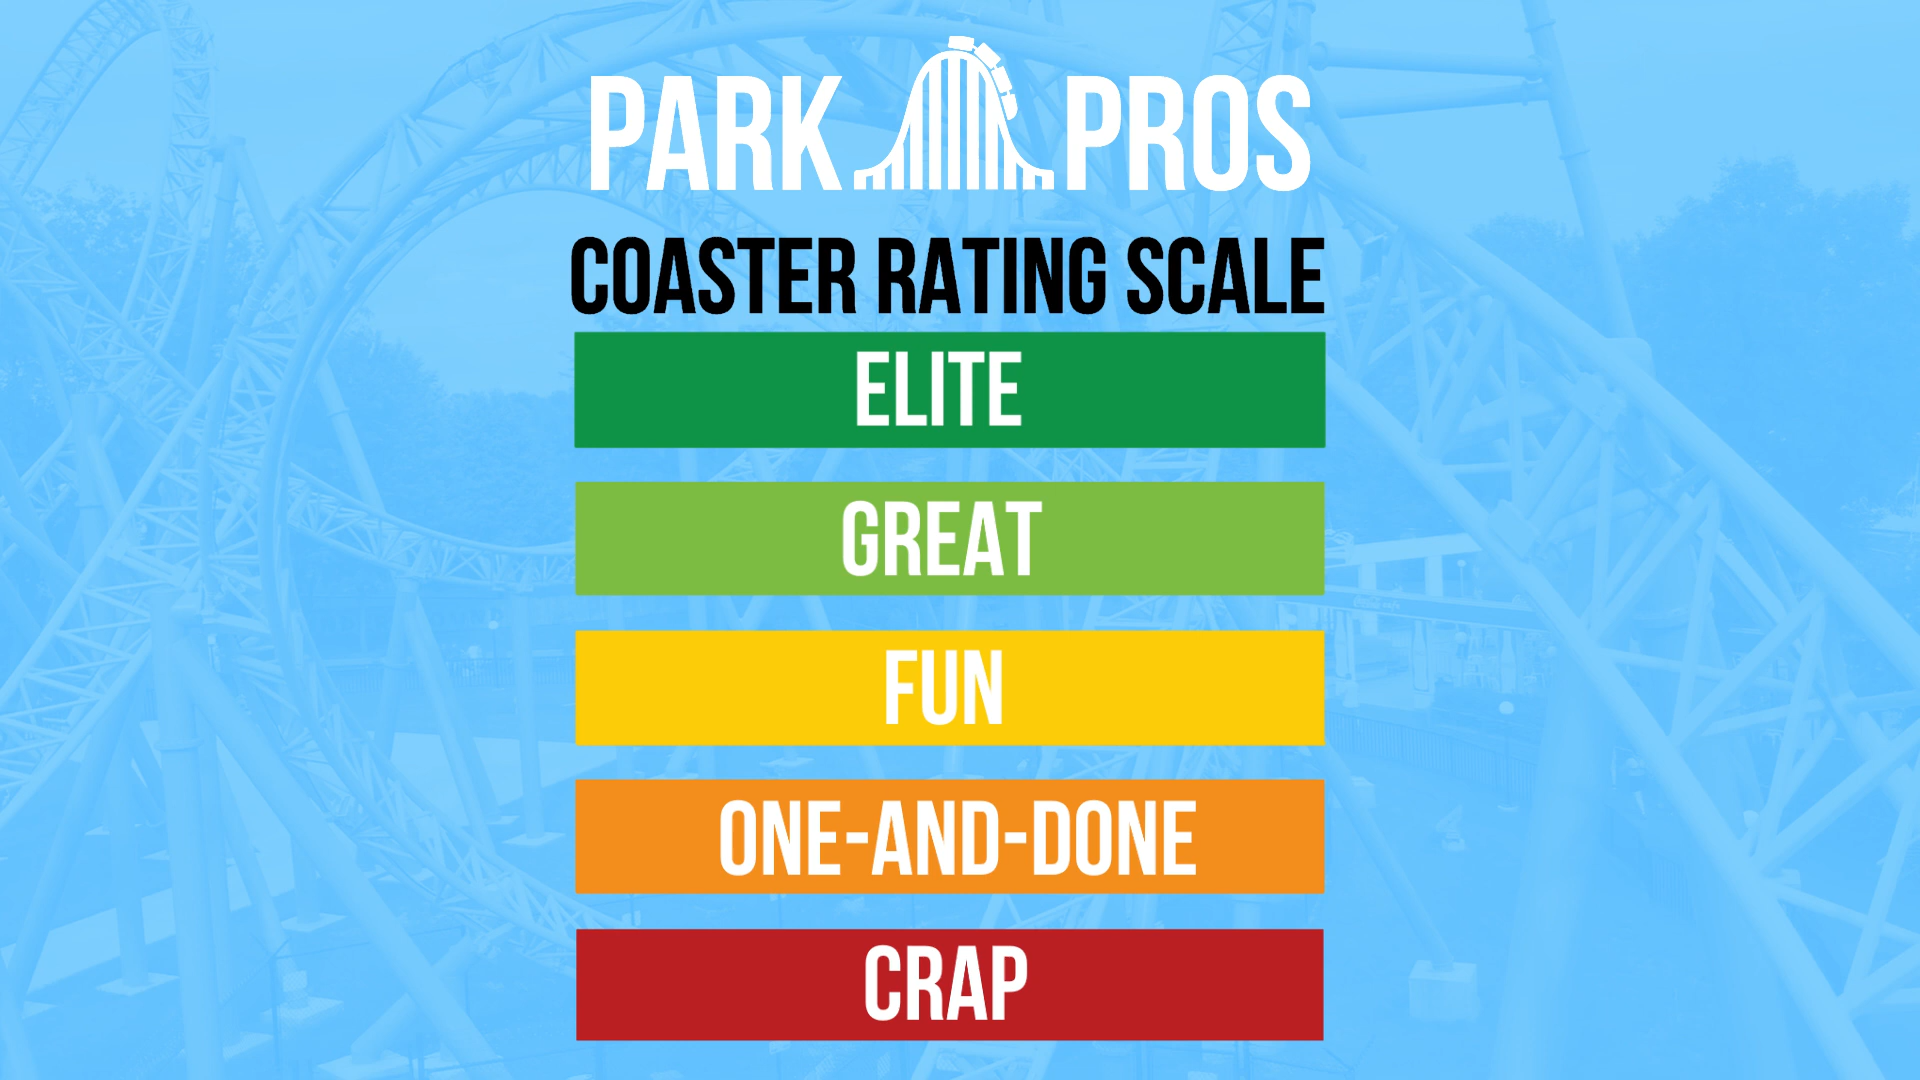 PARK PROS
COASTER RATING SCALE
ELITE
GREAT
FUN
ONE-AND-DONE
CRAP